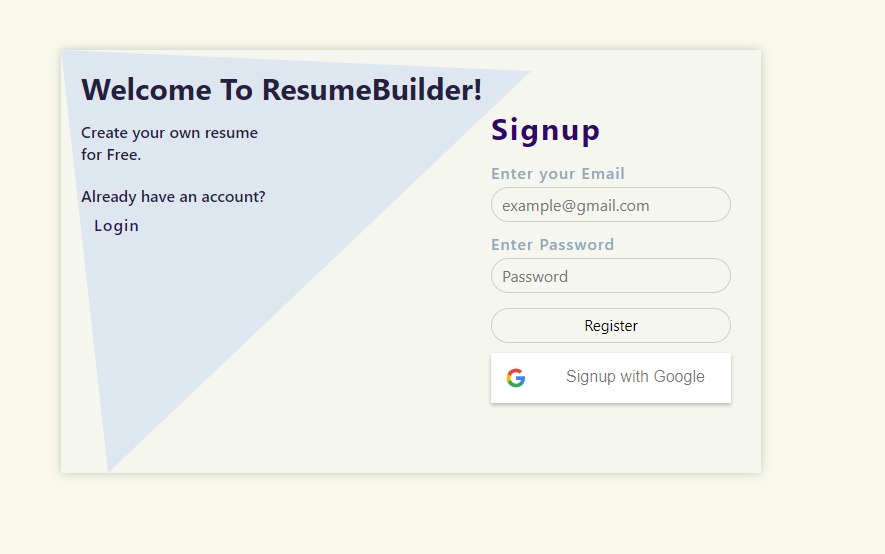 Welcome To ResumeBuilder!
Create your own resume
for Free.
Already have an account?
Login
Signup
Enter your Email
example@gmail.com
Enter Password
Password
Register
Signup with Google